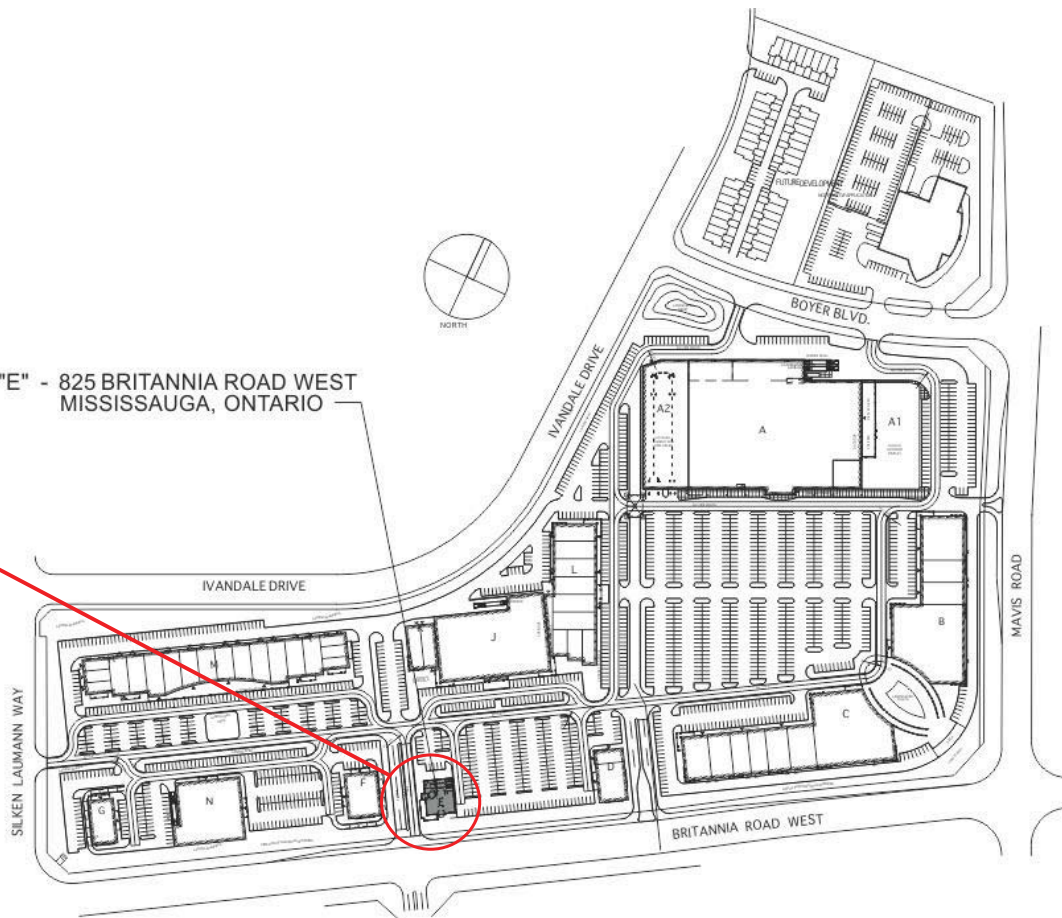 FUTURE DEVELOPMENT
BOYER BLVD.
NORTH
"E" - 825 BRITANNIA ROAD WEST
MISSISSAUGA, ONTARIO
IVANDALE DRIVE
A2
A
A1
L
IVANDALE DRIVE
MAVIS ROAD
J
B
M
SILKEN LAUMANN WAY
C
D
F
E
N
G
BRITANNIA ROAD WEST